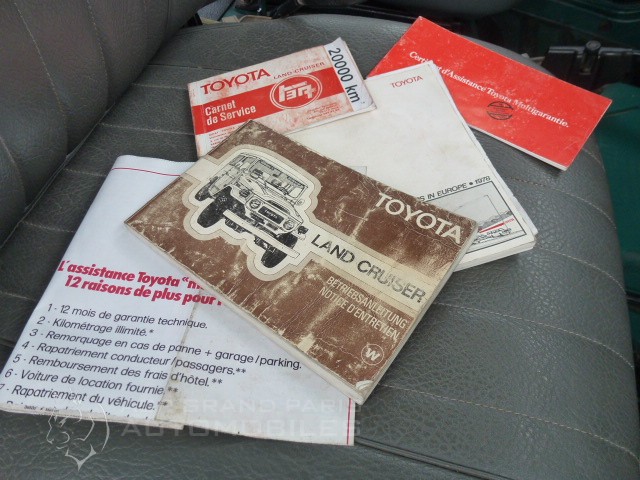 TOYOTA LAND CRUISER
20000 km
Carnet
de Service
TOYOTA
IN EUROPE • 1978
Certificat d'Assistance Toyota Multigarantie.
TOYOTA
LAND CRUISER
BETRIEBSANLEITUNG
NOTICE D'ENTRETIEN
W
L'assistance Toyota
12 raisons de plus pour
1 · 12 mois de garantie technique.
2 · Kilométrage illimité.*
3 · Remorquage en cas de panne + garage/parking.
4 · Rapatriement conducteur/passagers.**
5 · Remboursement des frais d'hôtel.**
6 · Voiture de location fournie.**
7 · Rapatriement du véhicule.**
GRAND PARIS
AUTOMOBILES